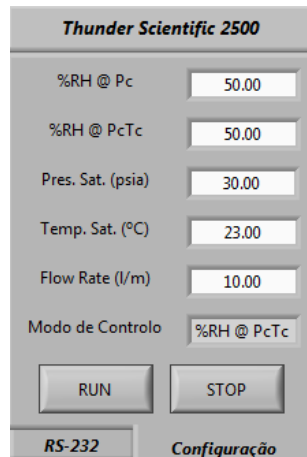 Thunder Scientific 2500
%RH @ Pc 50.00
%RH @ PcTc 50.00
Pres. Sat. (psia) 30.00
Temp. Sat. (ºC) 23.00
Flow Rate (l/m) 10.00
Modo de Controlo %RH @ PcTc
RUN STOP
RS-232 Configuração